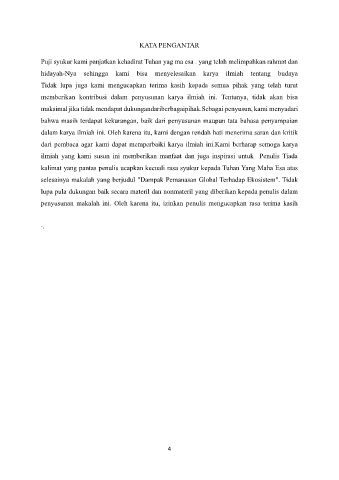 KATA PENGANTAR
Puji syukur kami panjatkan kehadirat Tuhan yag ma esa . yang telah melimpahkan rahmat dan
hidayah-Nya sehingga kami bisa menyelesaikan karya ilmiah tentang budaya
Tidak lupa juga kami mengucapkan terima kasih kepada semua pihak yang telah turut
memberikan kontribusi dalam penyusunan karya ilmiah ini. Tentunya, tidak akan bisa
maksimal jika tidak mendapat dukungandariberbagaipihak.Sebagai penyusun, kami menyadari
bahwa masih terdapat kekurangan, baik dari penyusunan maupun tata bahasa penyampaian
dalam karya ilmiah ini. Oleh karena itu, kami dengan rendah hati menerima saran dan kritik
dari pembaca agar kami dapat memperbaiki karya ilmiah ini.Kami berharap semoga karya
ilmiah yang kami susun ini memberikan manfaat dan juga inspirasi untuk Penulis Tiada
kalimat yang pantas penulis ucapkan kecuali rasa syukur kepada Tuhan Yang Maha Esa atas
selesainya makalah yang berjudul "Dampak Pemanasan Global Terhadap Ekosistem". Tidak
lupa pula dukungan baik secara materil dan nonmateril yang diberikan kepada penulis dalam
penyusunan makalah ini. Oleh karena itu, izinkan penulis mengucapkan rasa terima kasih
4